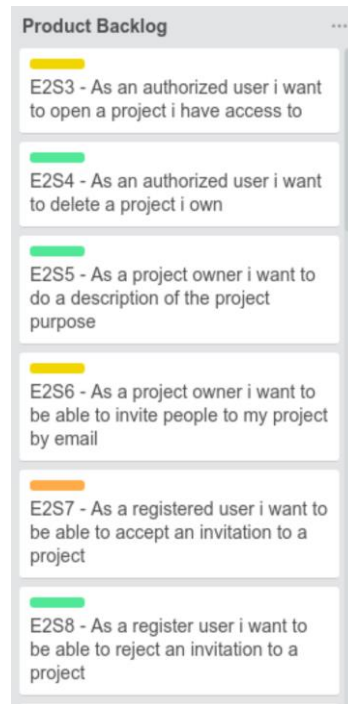 Product Backlog
E2S3 - As an authorized user i want
to open a project i have access to
E2S4 - As an authorized user i want
to delete a project i own
E2S5 - As a project owner i want to
do a description of the project
purpose
E2S6 - As a project owner i want to
be able to invite people to my project
by email
E2S7 - As a registered user i want to
be able to accept an invitation to a
project
E2S8 - As a register user i want to
be able to reject an invitation to a
project